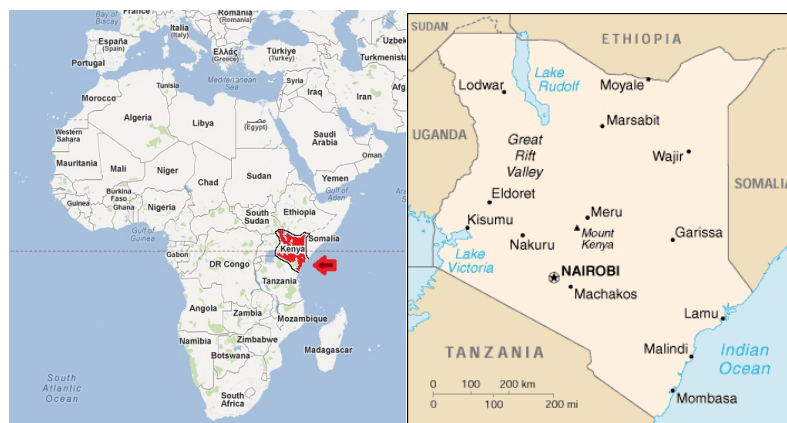 France
România
(Romania)
Bay of
Biscay
Italia
(Italy)
España
(Spain)
Portugal
Ελλάς
(Greece)
Türkiye
(Turkey)
Uzbek
Turkmenista
Mediterranean
Sea
Tunisia
Syria
Iraq
Iran
Afg
Morocco
Algeria
Libya
(Egypt)
Western
Sahara
Saudi
Arabia
Oman
Mauritania
Mali
Niger
Chad
Sudan
Yemen
Gulf of
Aden
Burkina
Faso
Guinea
Ghana
Nigeria
South
Sudan
Ethiopia
Gulf of
Guinea
Somalia
Kenya
Gabon
DR Congo
Tanzania
Angola
Zambia
Mozambique
Namibia
Zimbabwe
Botswana
Madagascar
South
Atlantic
Ocean
South
Africa
SUDAN
ETHIOPIA
Lake
Rudolf
Lodwar
Moyale
Marsabit
UGANDA
Great
Rift
Valley
Wajir
SOMALIA
Eldoret
Kisumu
Meru
Mount
Kenya
Garissa
Nakuru
Lake
Victoria
NAIROBI
Machakos
Lamu
TANZANIA
Malindi
Indian
Ocean
Mombasa
0 100 200 km
0 100 200 mi